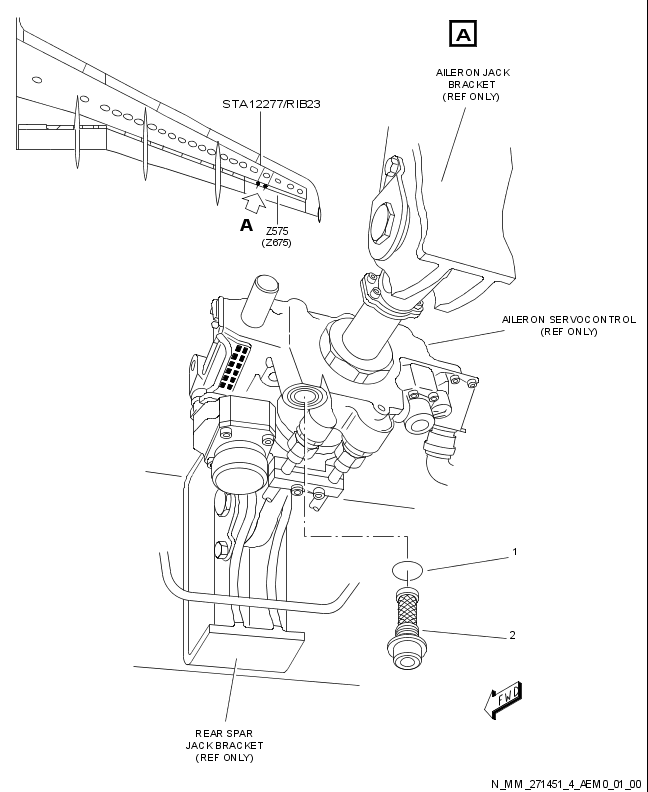 A
AILERON JACK
BRACKET
(REF ONLY)
STA12277/RIB23
A
Z575
(Z675)
AILERON SERVOCONTROL
(REF ONLY)
1
2
FWD
REAR SPAR
JACK BRACKET
(REF ONLY)
N_MM_271451_4_AEM0_01_00